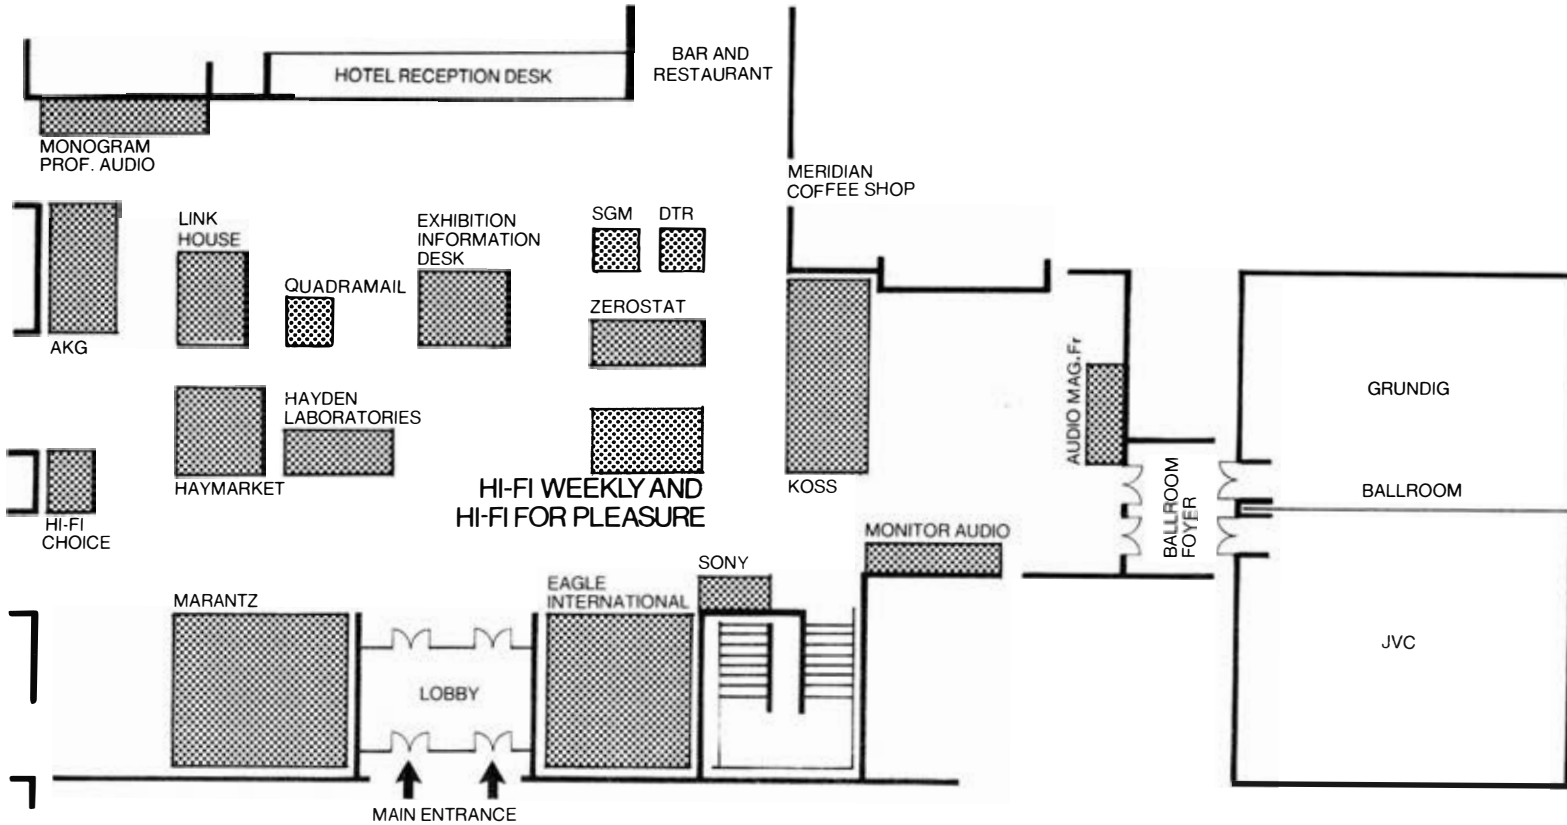 BAR AND
RESTAURANT
HOTEL RECEPTION DESK
MONOGRAM
PROF. AUDIO
MERIDIAN
COFFEE SHOP
LINK
HOUSE
EXHIBITION
INFORMATION
DESK
SGM
DTR
QUADRAMAIL
ZEROSTAT
AKG
AUDIO MAG.Fr
GRUNDIG
HAYDEN
LABORATORIES
HAYMARKET
HI-FI WEEKLY AND
HI-FI FOR PLEASURE
KOSS
BALLROOM
FOYER
BALLROOM
HI-FI
CHOICE
MONITOR AUDIO
SONY
EAGLE
INTERNATIONAL
MARANTZ
LOBBY
JVC
MAIN ENTRANCE